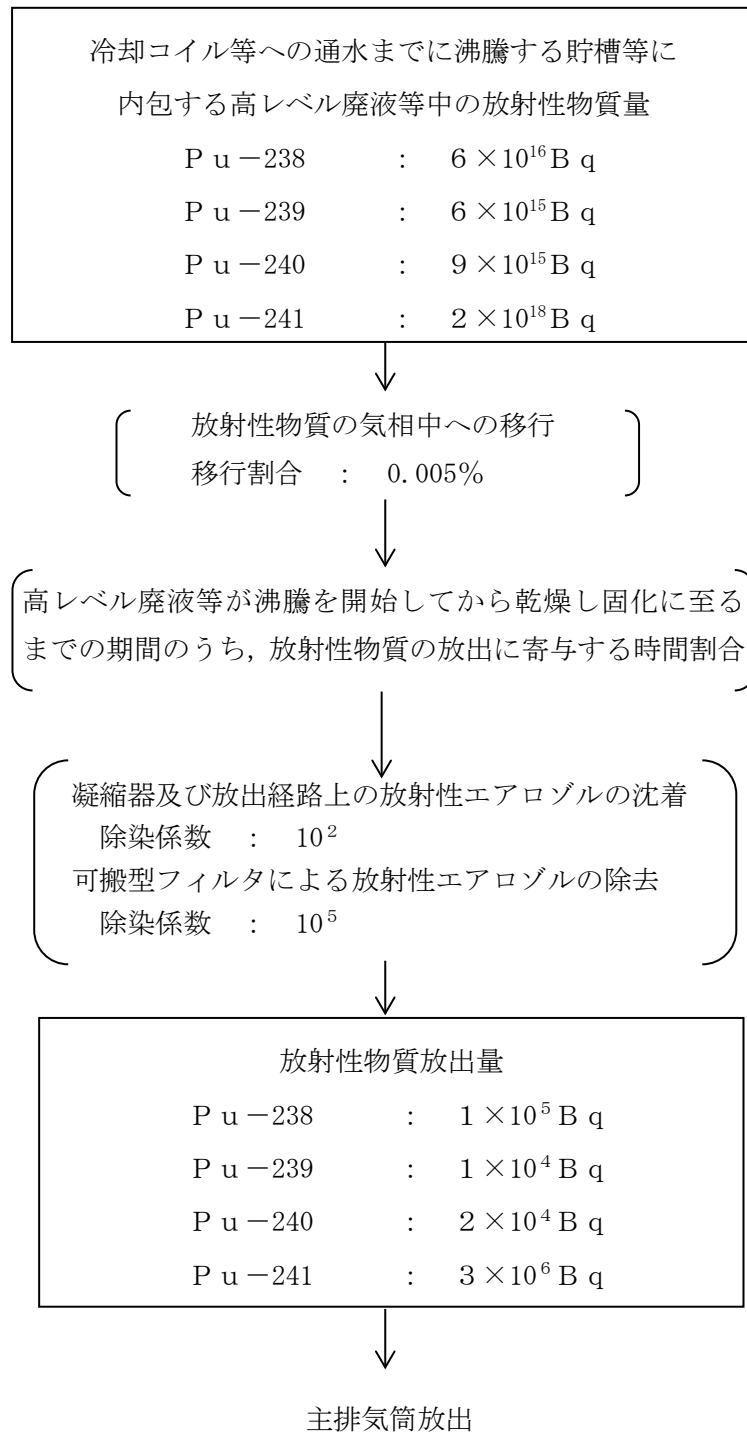 冷却コイル等への通水までに沸騰する貯槽等に
内包する高レベル廃液等中の放射性物質量
Ｐｕ－238 : 6×10¹⁶Ｂｑ
Ｐｕ－239 : 6×10¹⁵Ｂｑ
Ｐｕ－240 : 9×10¹⁵Ｂｑ
Ｐｕ－241 : 2×10¹⁸Ｂｑ
放射性物質の気相中への移行
移行割合 : 0.005%
高レベル廃液等が沸騰を開始してから乾燥し固化に至る
までの期間のうち，放射性物質の放出に寄与する時間割合
凝縮器及び放出経路上の放射性エアロゾルの沈着
除染係数 : 10²
可搬型フィルタによる放射性エアロゾルの除去
除染係数 : 10⁵
放射性物質放出量
Ｐｕ－238 : 1×10⁵Ｂｑ
Ｐｕ－239 : 1×10⁴Ｂｑ
Ｐｕ－240 : 2×10⁴Ｂｑ
Ｐｕ－241 : 3×10⁶Ｂｑ
主排気筒放出